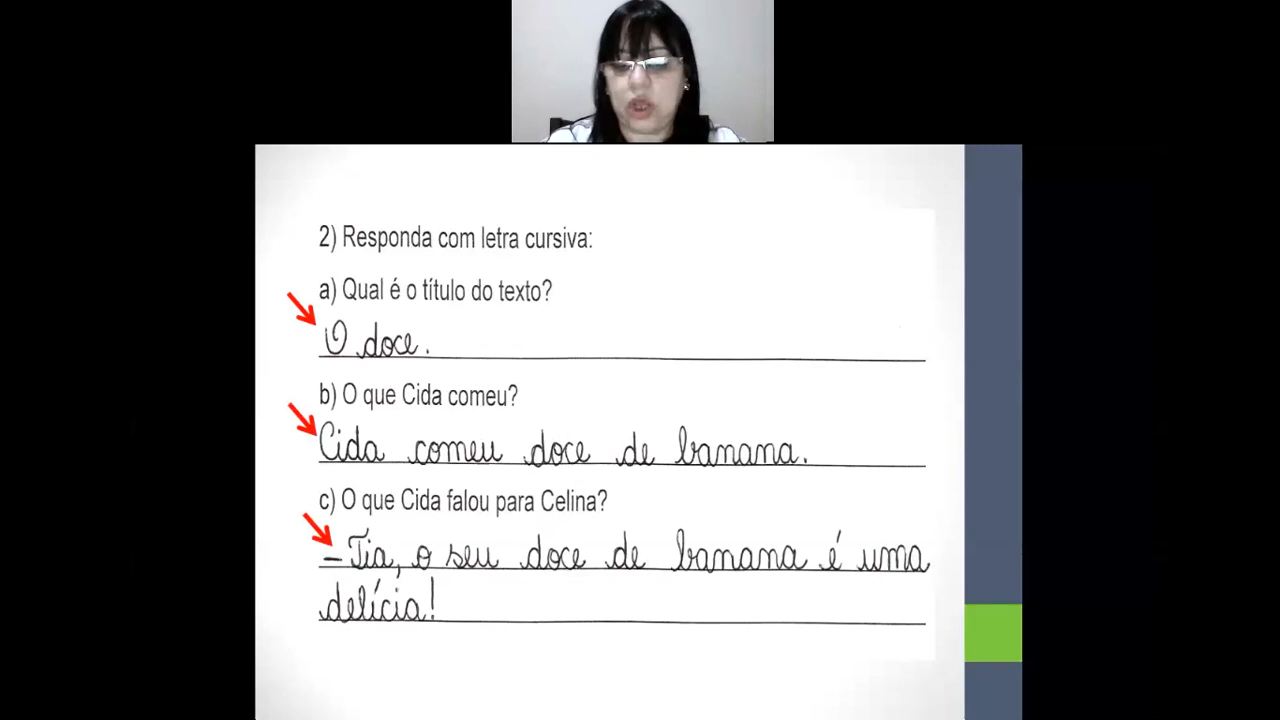 2) Responda com letra cursiva:
a) Qual é o título do texto?
O doce.
b) O que Cida comeu?
Cida comeu doce de banana.
c) O que Cida falou para Celina?
– Tia, o seu doce de banana é uma
delícia!